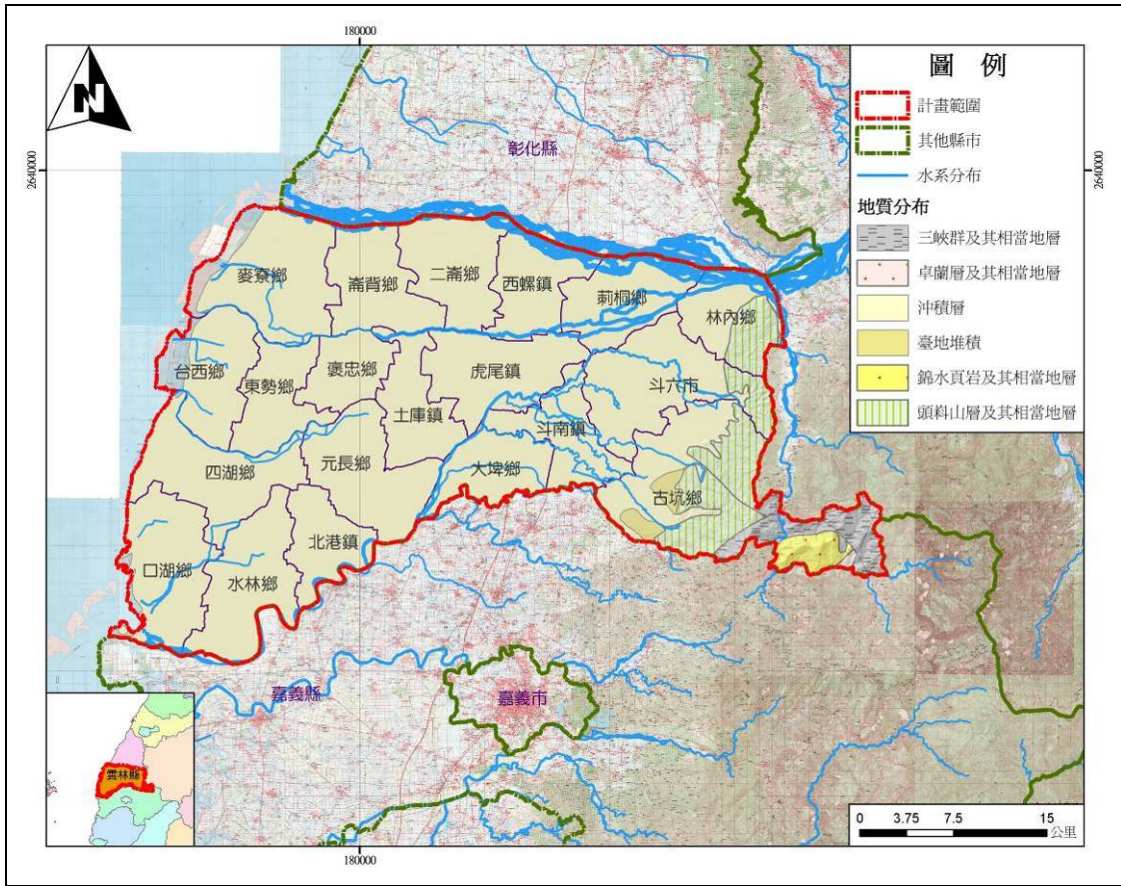 180000
N
圖 例
計畫範圍
其他縣市
水系分布
地質分布
三峽群及其相當地層
卓蘭層及其相當地層
沖積層
臺地堆積
錦水頁岩及其相當地層
頭料山層及其相當地層
2640000
2640000
彰化縣
麥寮鄉
崙背鄉
二崙鄉
西螺鎮
莿桐鄉
林內鄉
台西鄉
東勢鄉
褒忠鄉
虎尾鎮
斗六市
土庫鎮
斗南鎮
四湖鄉
元長鄉
大埤鄉
古坑鄉
北港鎮
口湖鄉
水林鄉
嘉義縣
嘉義市
雲林縣
0 3.75 7.5 15
公里
180000